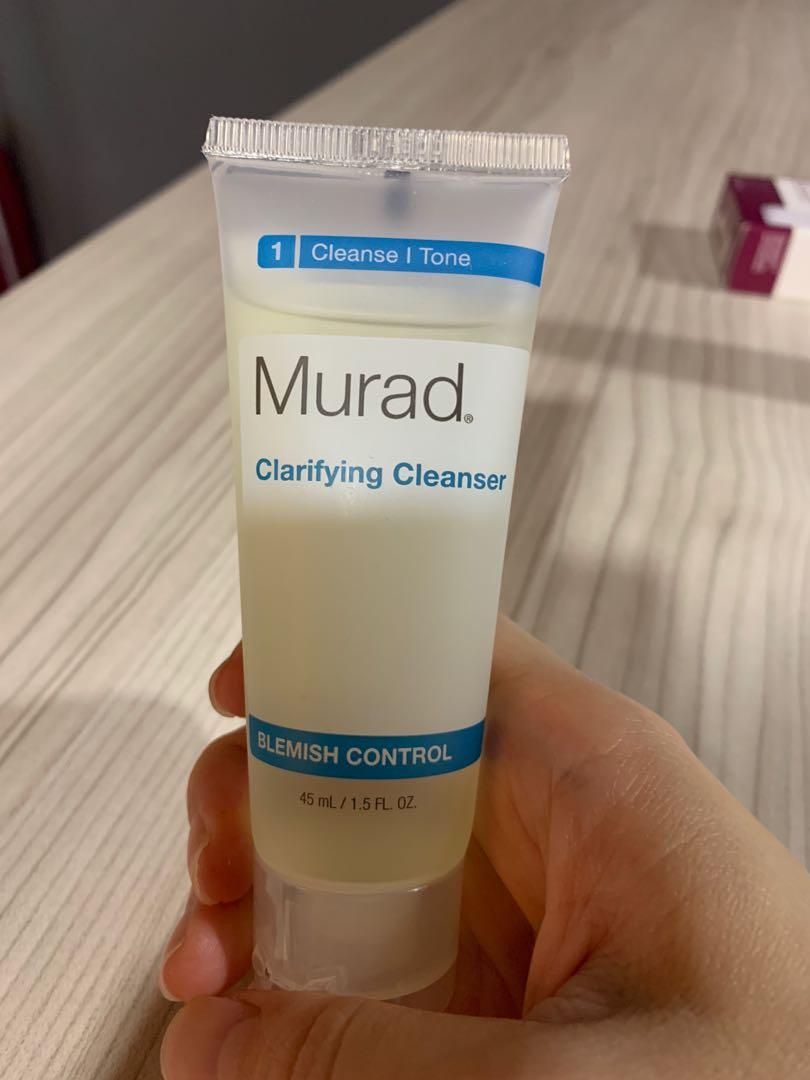 1 Cleanse | Tone
Murad®
Clarifying Cleanser
BLEMISH CONTROL
45 mL / 1.5 FL. OZ.